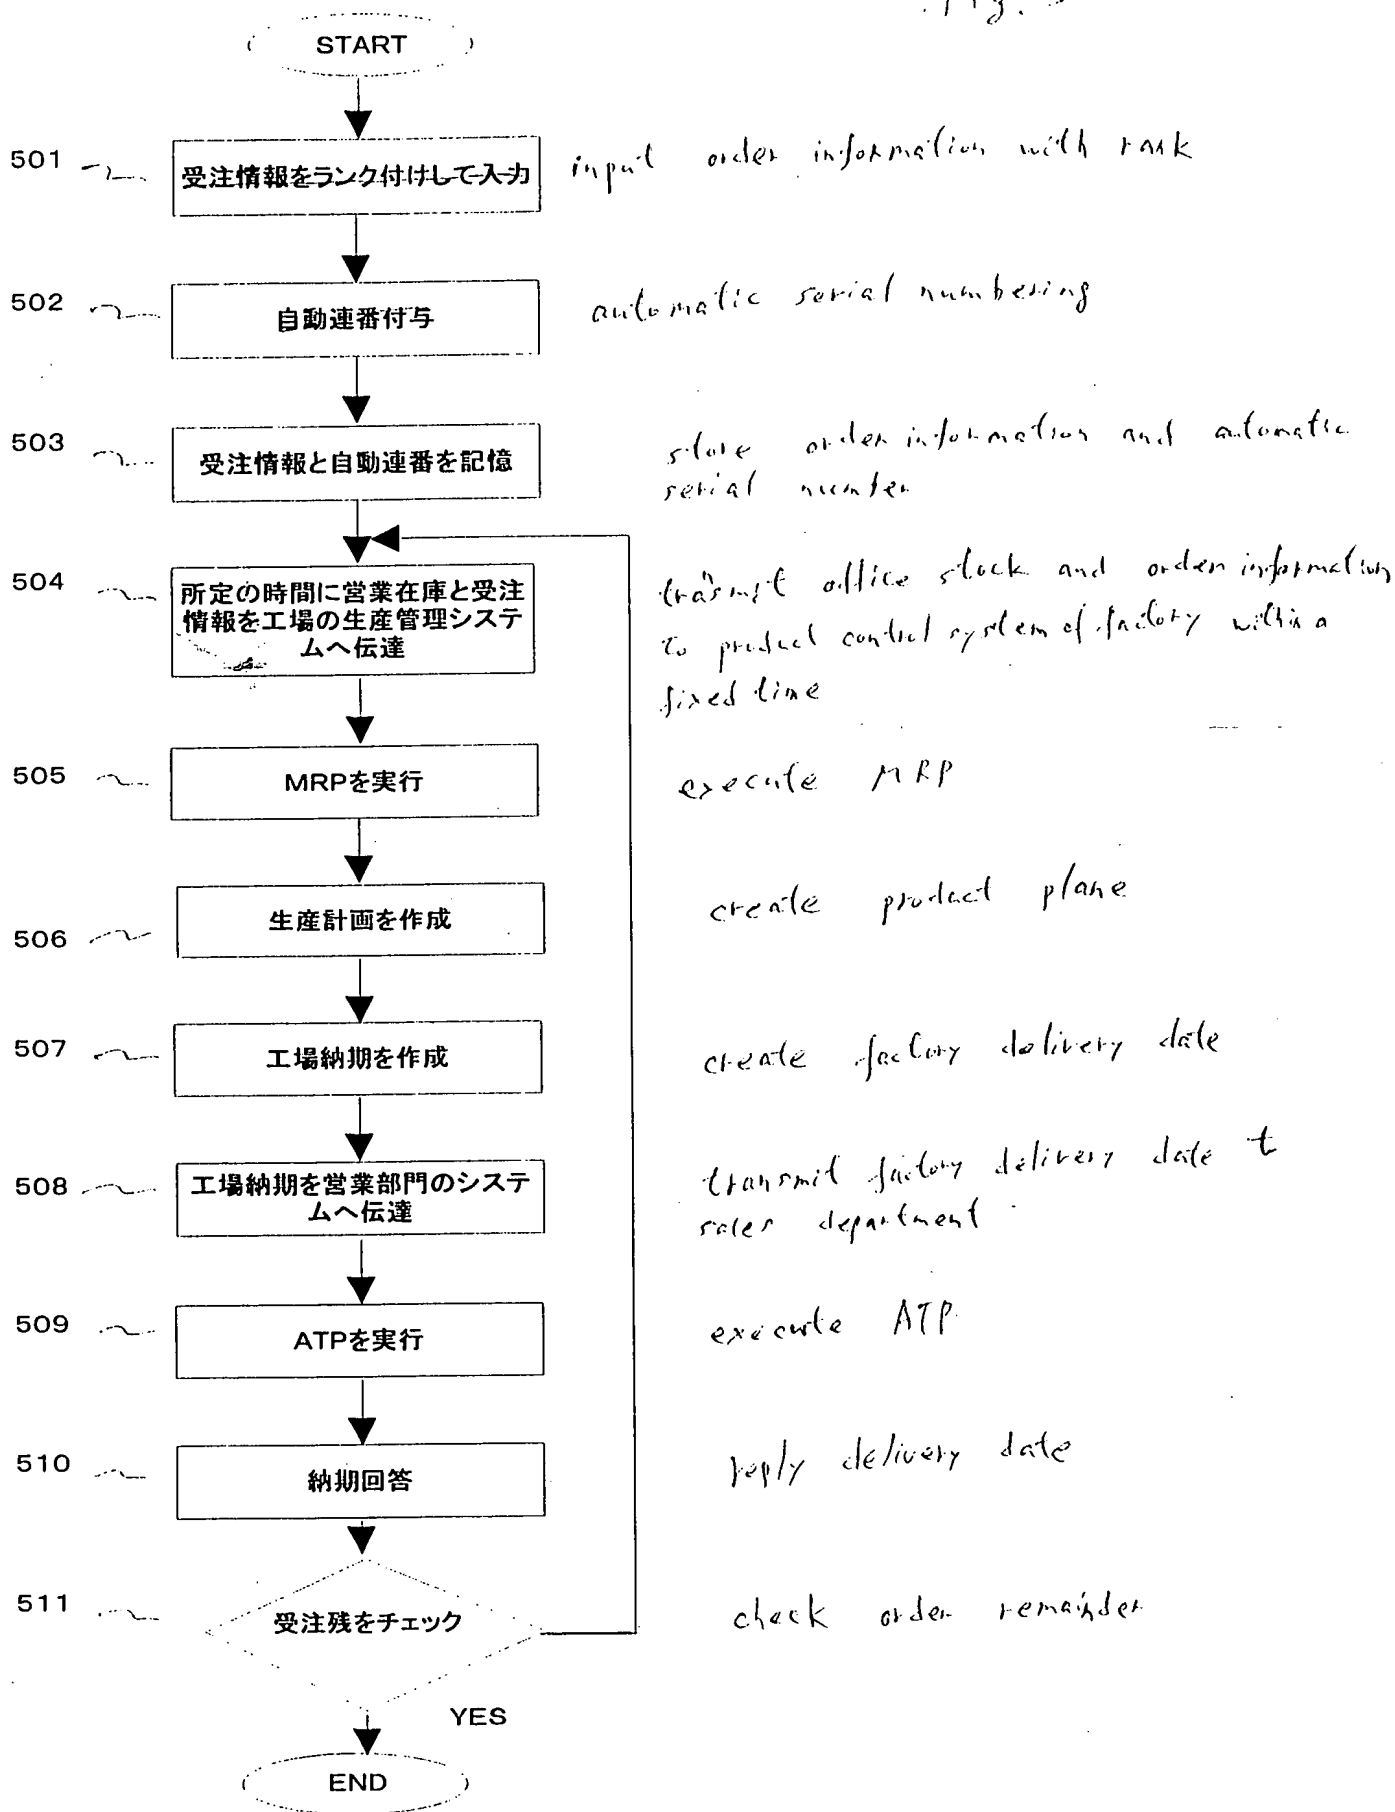 START
501
受注情報をランク付けして入力
input order information with rank
502
自動連番付与
automatic serial numbering
503
受注情報と自動連番を記憶
store order information and automatic
serial number
504
所定の時間に営業在庫と受注
情報を工場の生産管理システ
ムへ伝達
transmit office stock and order information
to product control system of factory within a
fixed time
505
MRPを実行
execute MRP
506
生産計画を作成
create product plane
507
工場納期を作成
create factory delivery date
508
工場納期を営業部門のシステ
ムへ伝達
transmit factory delivery date t
sales department
509
ATPを実行
execute ATP
510
納期回答
reply delivery date
511
受注残をチェック
check order remainder
YES
END